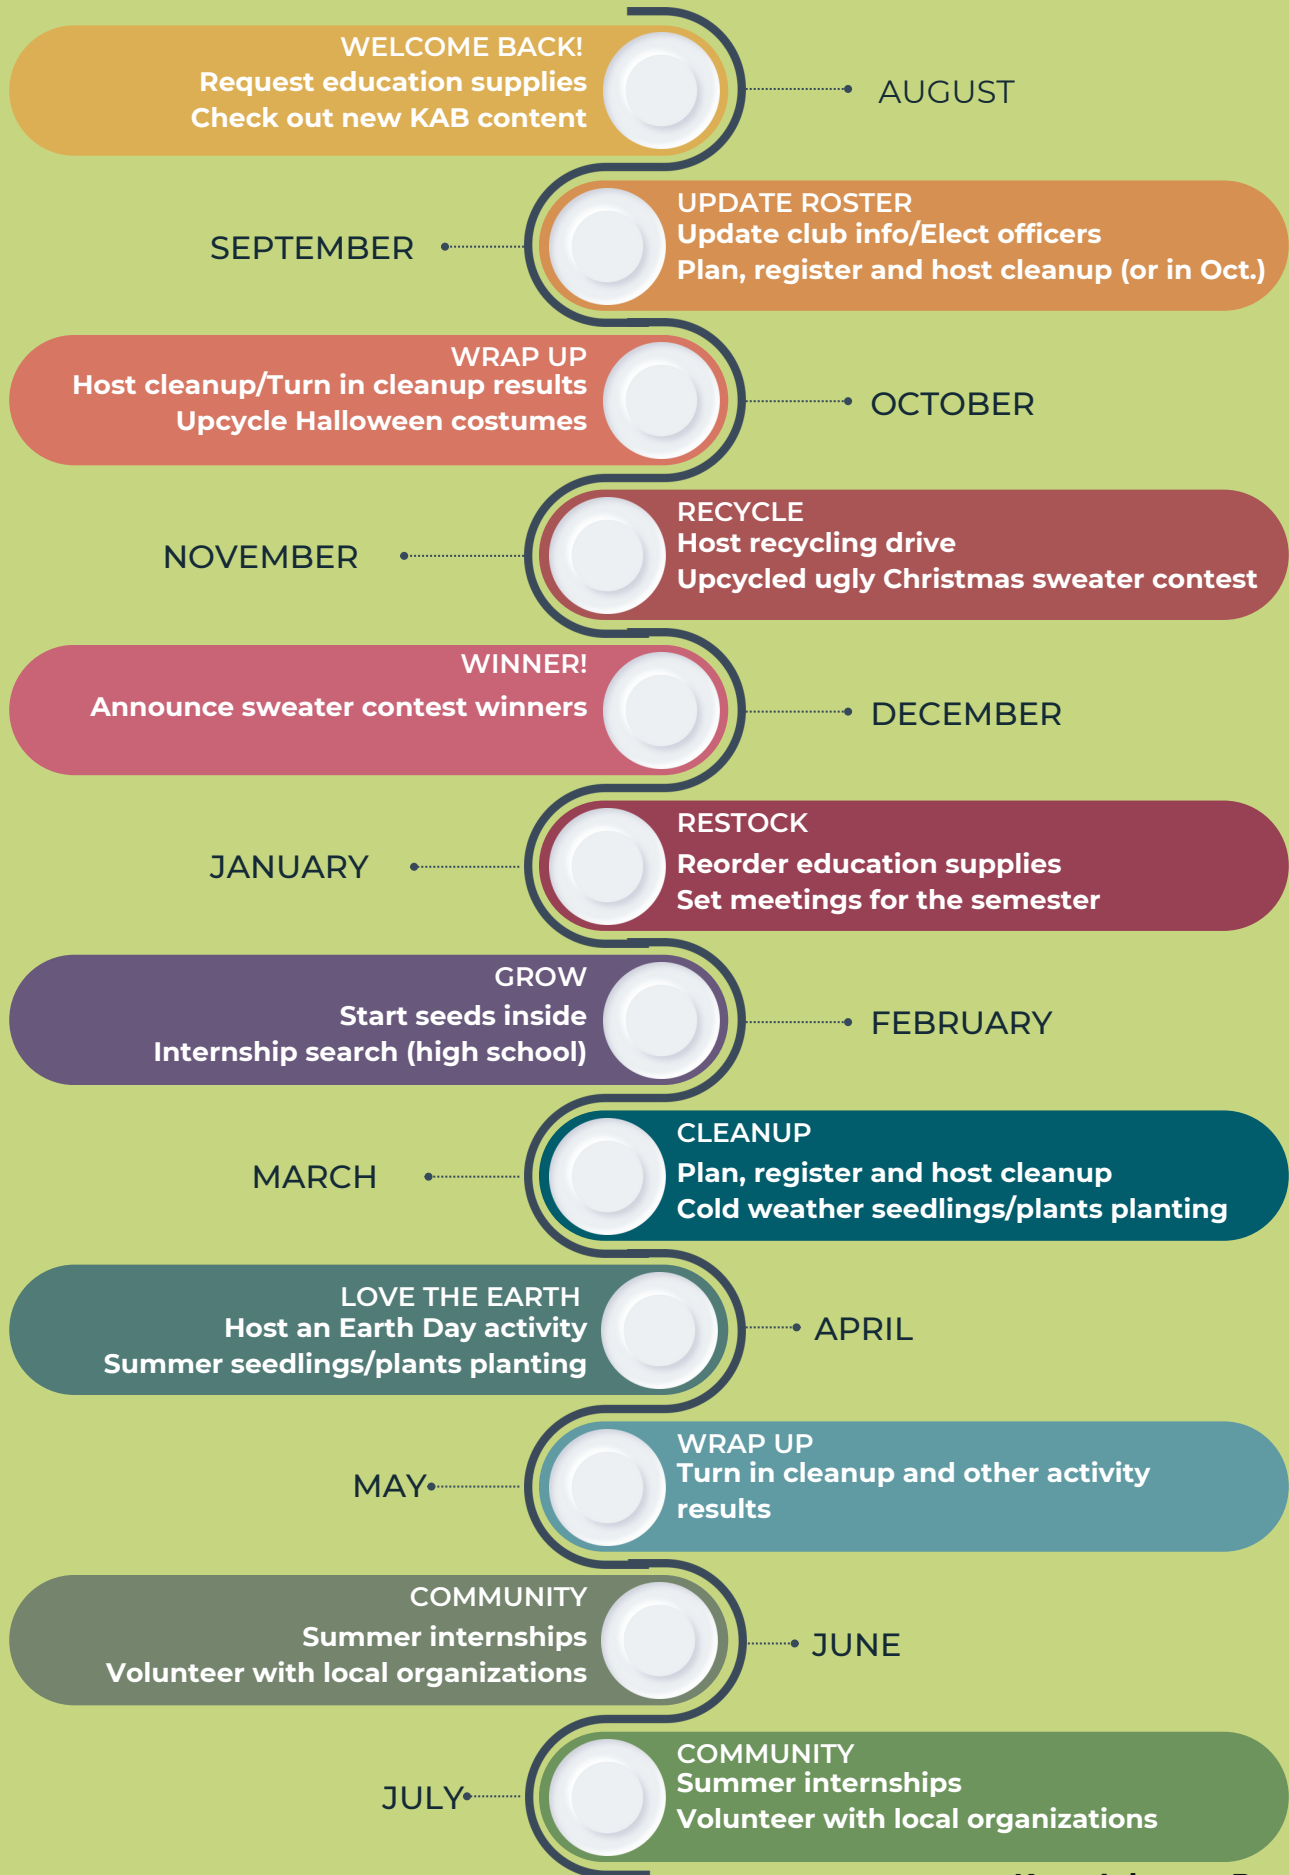 WELCOME BACK!
Request education supplies
Check out new KAB content
AUGUST
SEPTEMBER
UPDATE ROSTER
Update club info/Elect officers
Plan, register and host cleanup (or in Oct.)
WRAP UP
Host cleanup/Turn in cleanup results
Upcycle Halloween costumes
OCTOBER
NOVEMBER
RECYCLE
Host recycling drive
Upcycled ugly Christmas sweater contest
WINNER!
Announce sweater contest winners
DECEMBER
JANUARY
RESTOCK
Reorder education supplies
Set meetings for the semester
GROW
Start seeds inside
Internship search (high school)
FEBRUARY
MARCH
CLEANUP
Plan, register and host cleanup
Cold weather seedlings/plants planting
LOVE THE EARTH
Host an Earth Day activity
Summer seedlings/plants planting
APRIL
MAY
WRAP UP
Turn in cleanup and other activity
results
COMMUNITY
Summer internships
Volunteer with local organizations
JUNE
JULY
COMMUNITY
Summer internships
Volunteer with local organizations